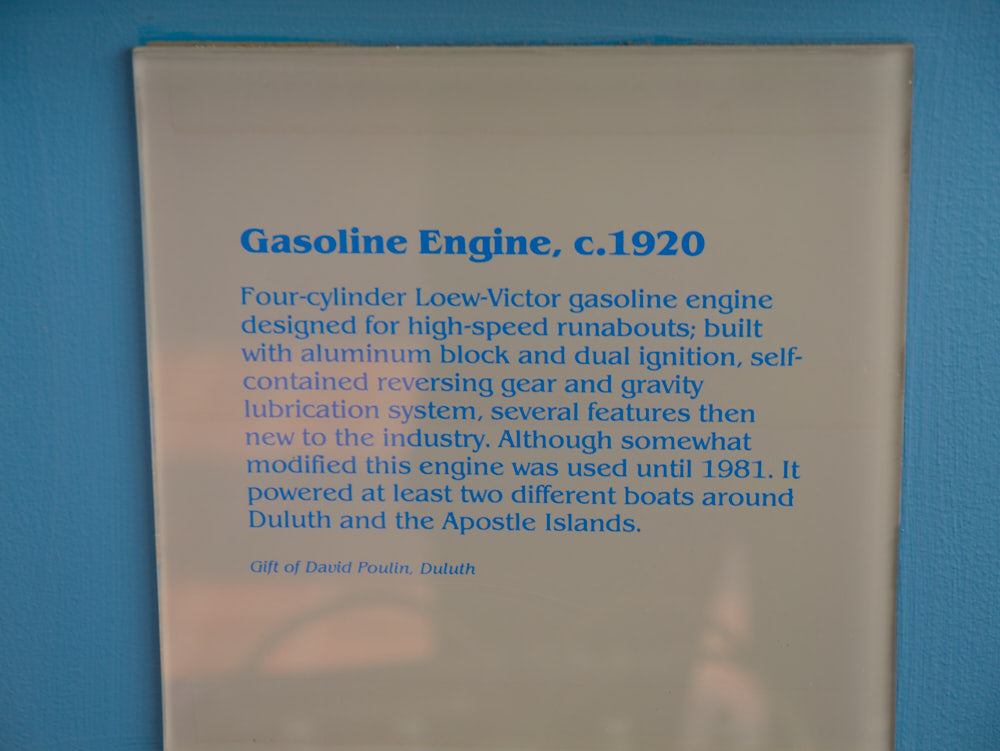 Gasoline Engine, c.1920
Four-cylinder Loew-Victor gasoline engine
designed for high-speed runabouts; built
with aluminum block and dual ignition, self-
contained reversing gear and gravity
lubrication system, several features then
new to the industry. Although somewhat
modified this engine was used until 1981. It
powered at least two different boats around
Duluth and the Apostle Islands.
Gift of David Poulin, Duluth